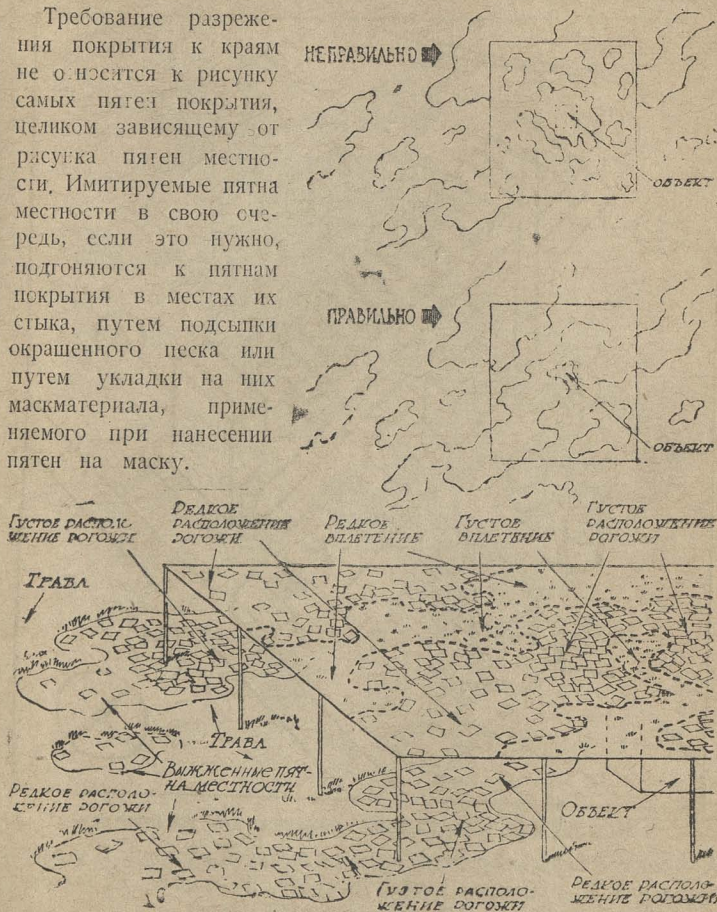 Требование разреже-
ния покрытия к краям
не относится к рисунку
самых пятен покрытия,
целиком зависящему от
рисунка пятен местно-
сти. Имитируемые пятна
местности в свою оче-
редь, если это нужно,
подгоняются к пятнам
покрытия в местах их
стыка, путем подсыпки
окрашенного песка или
путем укладки на них
маскматериала, приме-
няемого при нанесении
пятен на маску.
НЕПРАВИЛЬНО
ОБЪЕКТ
ПРАВИЛЬНО
ОБЪЕКТ
ГУСТОЕ РАСПОЛО-
ЖЕНИЕ РОГОЖИ
РЕДКОЕ
РАСПОЛОЖЕНИЕ
РОГОЖИ
РЕДКОЕ
ВПЛЕТЕНИЕ
ГУСТОЕ
ВПЛЕТЕНИЕ
ГУСТОЕ
РАСПОЛОЖЕНИЕ
РОГОЖИ
ТРАВА
ТРАВА
ВЫЖЖЕННЫЕ ПЯТ-
НА МЕСТНОСТИ
РЕДКОЕ РАСПОЛО-
ЖЕНИЕ РОГОЖИ
ОБЪЕКТ
ГУСТОЕ РАСПОЛО-
ЖЕНИЕ РОГОЖИ
РЕДКОЕ РАСПОЛО-
ЖЕНИЕ РОГОЖИ